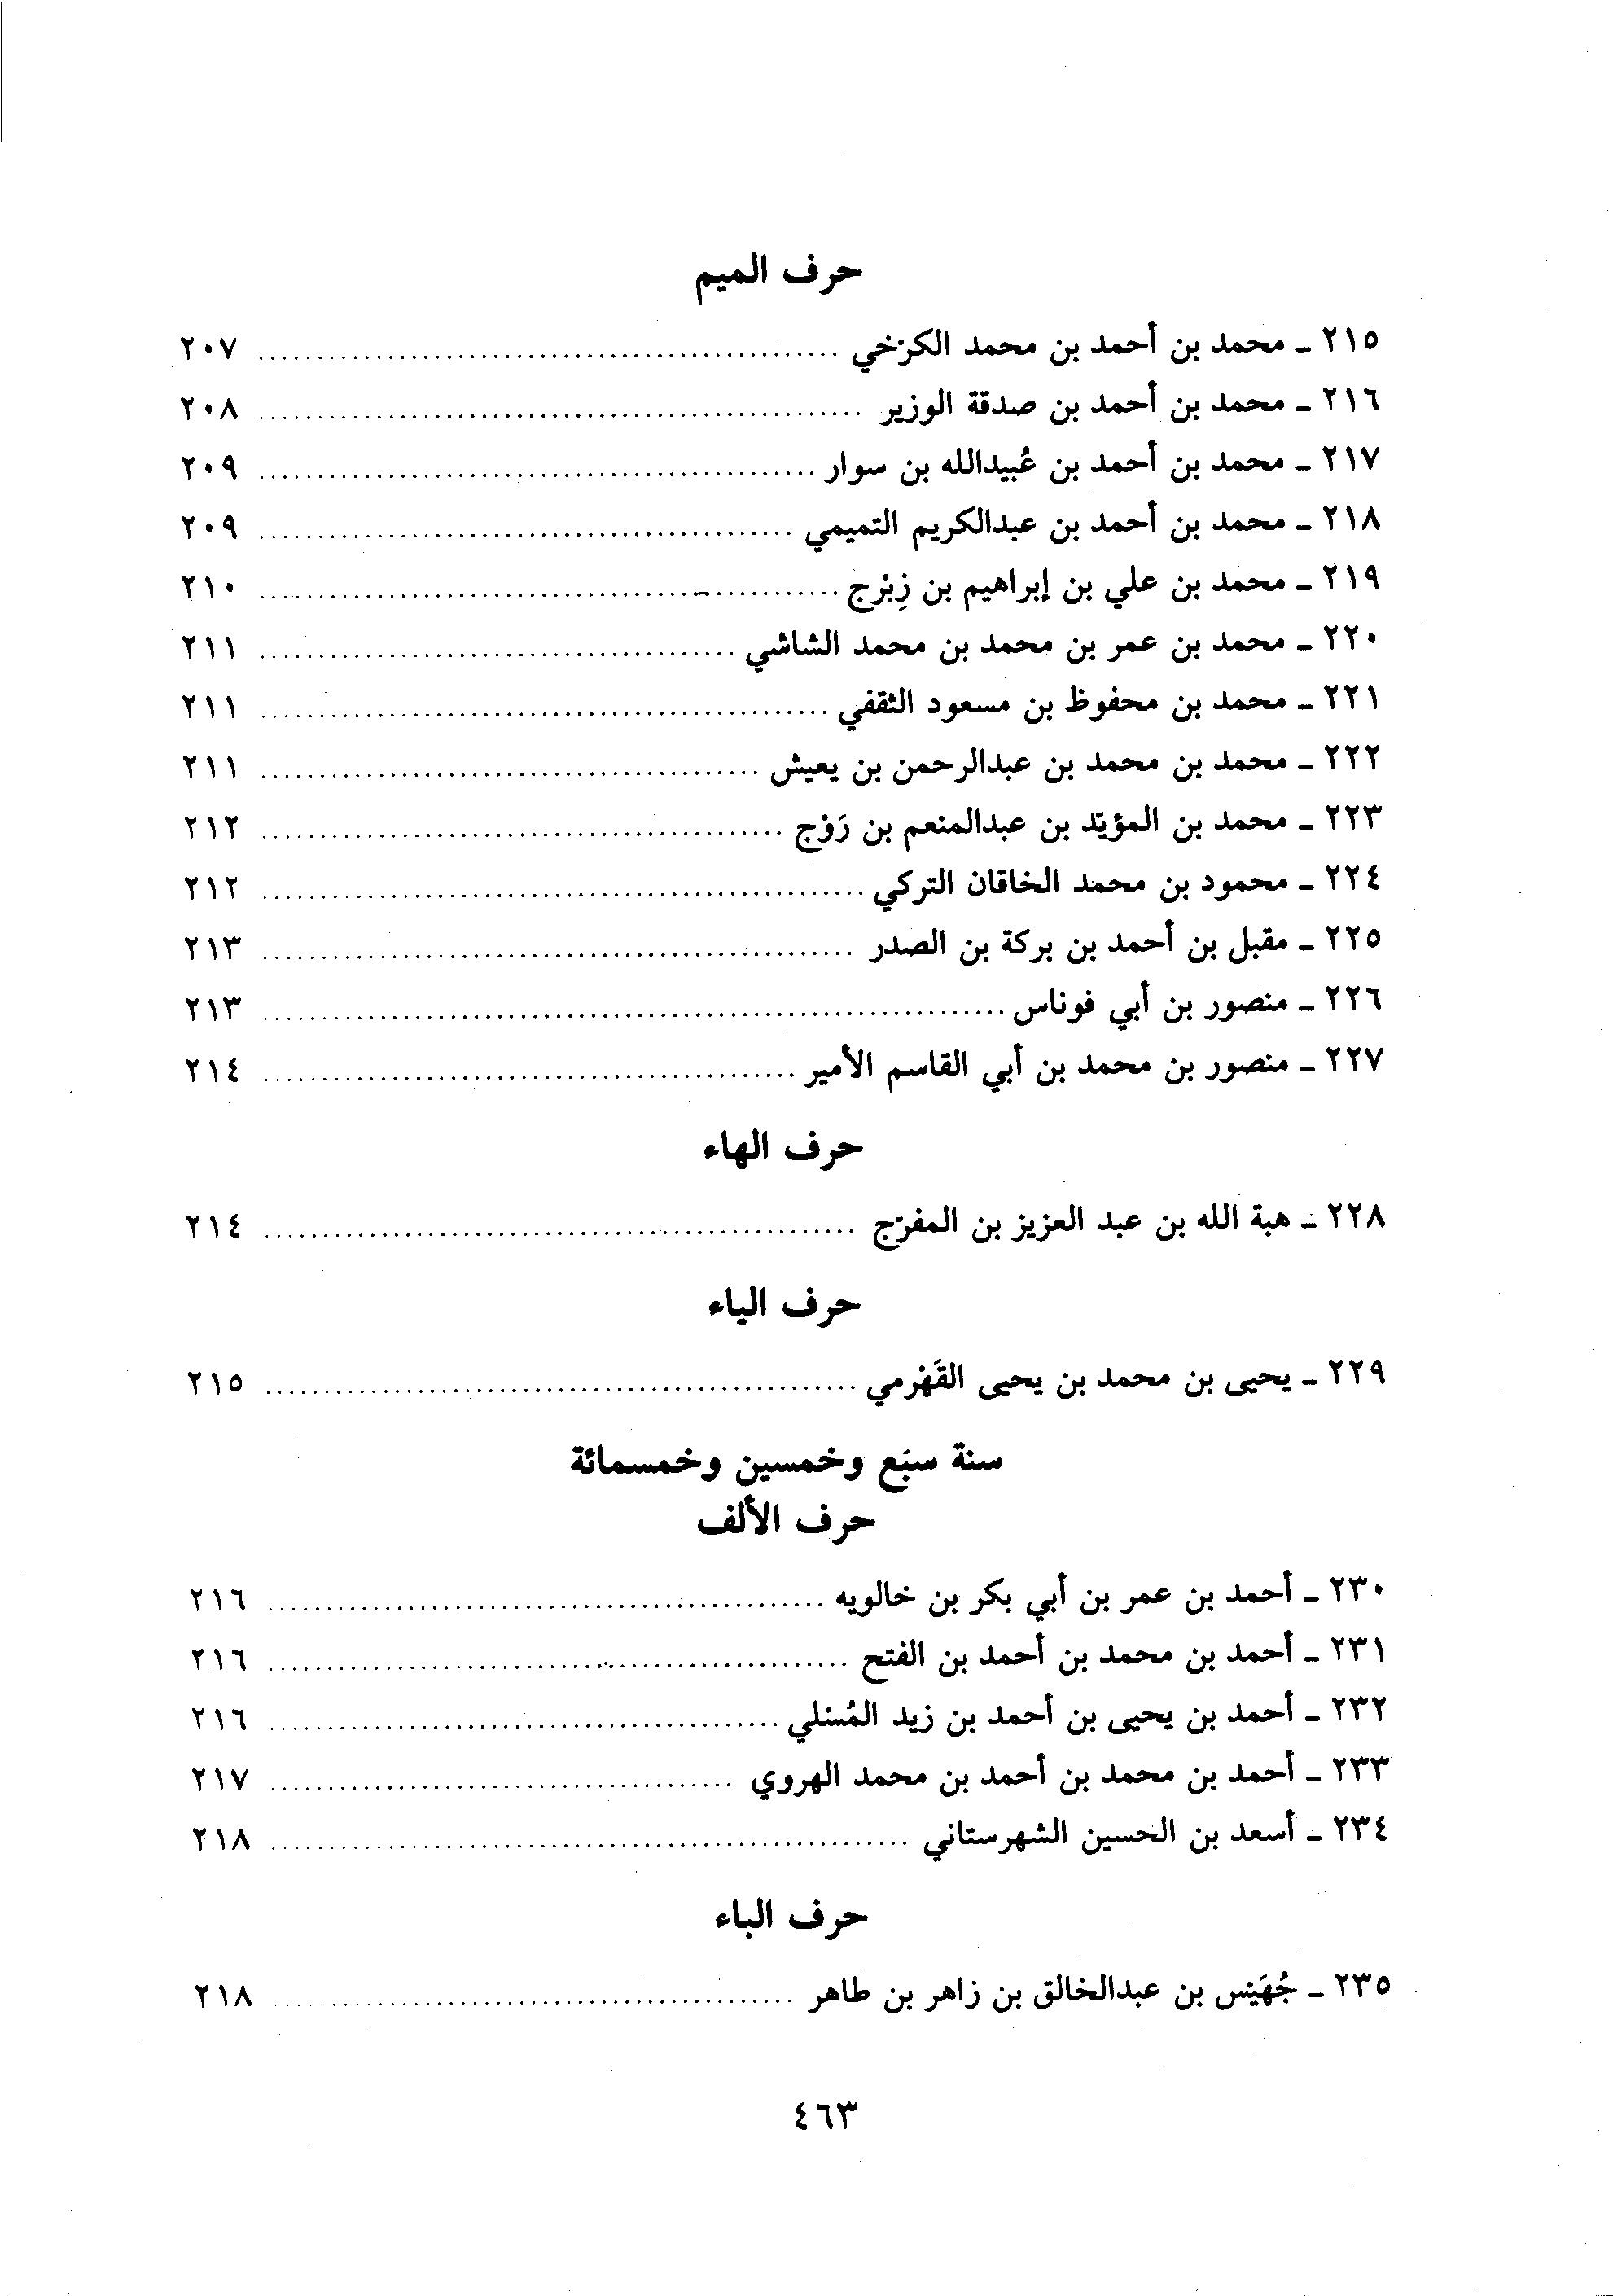 حرف الميم
٢١٥ ـ محمد بن أحمد بن محمد الكرْخي ........ ٢٠٧
٢١٦ ـ محمد بن أحمد بن صدقة الوزير ........ ٢٠٨
٢١٧ ـ محمد بن أحمد بن عُبيدالله بن سوار ........ ٢٠٩
٢١٨ ـ محمد بن أحمد بن عبدالكريم التميمي ........ ٢٠٩
٢١٩ ـ محمد بن علي بن إبراهيم بن زِبْرج ........ ٢١٠
٢٢٠ ـ محمد بن عمر بن محمد بن محمد الشاشي ........ ٢١١
٢٢١ ـ محمد بن محفوظ بن مسعود الثقفي ........ ٢١١
٢٢٢ ـ محمد بن محمد بن عبدالرحمن بن يعيش ........ ٢١١
٢٢٣ ـ محمد بن المؤيّد بن عبدالمنعم بن رَوْج ........ ٢١٢
٢٢٤ ـ محمود بن محمد الخاقان التركي ........ ٢١٢
٢٢٥ ـ مقبل بن أحمد بن بركة بن الصدر ........ ٢١٣
٢٢٦ ـ منصور بن أبي فوناس ........ ٢١٣
٢٢٧ ـ منصور بن محمد بن أبي القاسم الأمير ........ ٢١٤
حرف الهاء
٢٢٨ ـ هبة الله بن عبد العزيز بن المفرّج ........ ٢١٤
حرف الياء
٢٢٩ ـ يحيى بن محمد بن يحيى القَهْرمي ........ ٢١٥
سنة سبْع وخمسين وخمسمائة
حرف الألف
٢٣٠ ـ أحمد بن عمر بن أبي بكر بن خالويه ........ ٢١٦
٢٣١ ـ أحمد بن محمد بن أحمد بن الفتح ........ ٢١٦
٢٣٢ ـ أحمد بن يحيى بن أحمد بن زيد المُسْلي ........ ٢١٦
٢٣٣ ـ أحمد بن محمد بن أحمد بن محمد الهروي ........ ٢١٧
٢٣٤ ـ أسعد بن الحسين الشهرستاني ........ ٢١٨
حرف الباء
٢٣٥ ـ جُهَيْس بن عبدالخالق بن زاهر بن طاهر ........ ٢١٨
٤٦٣